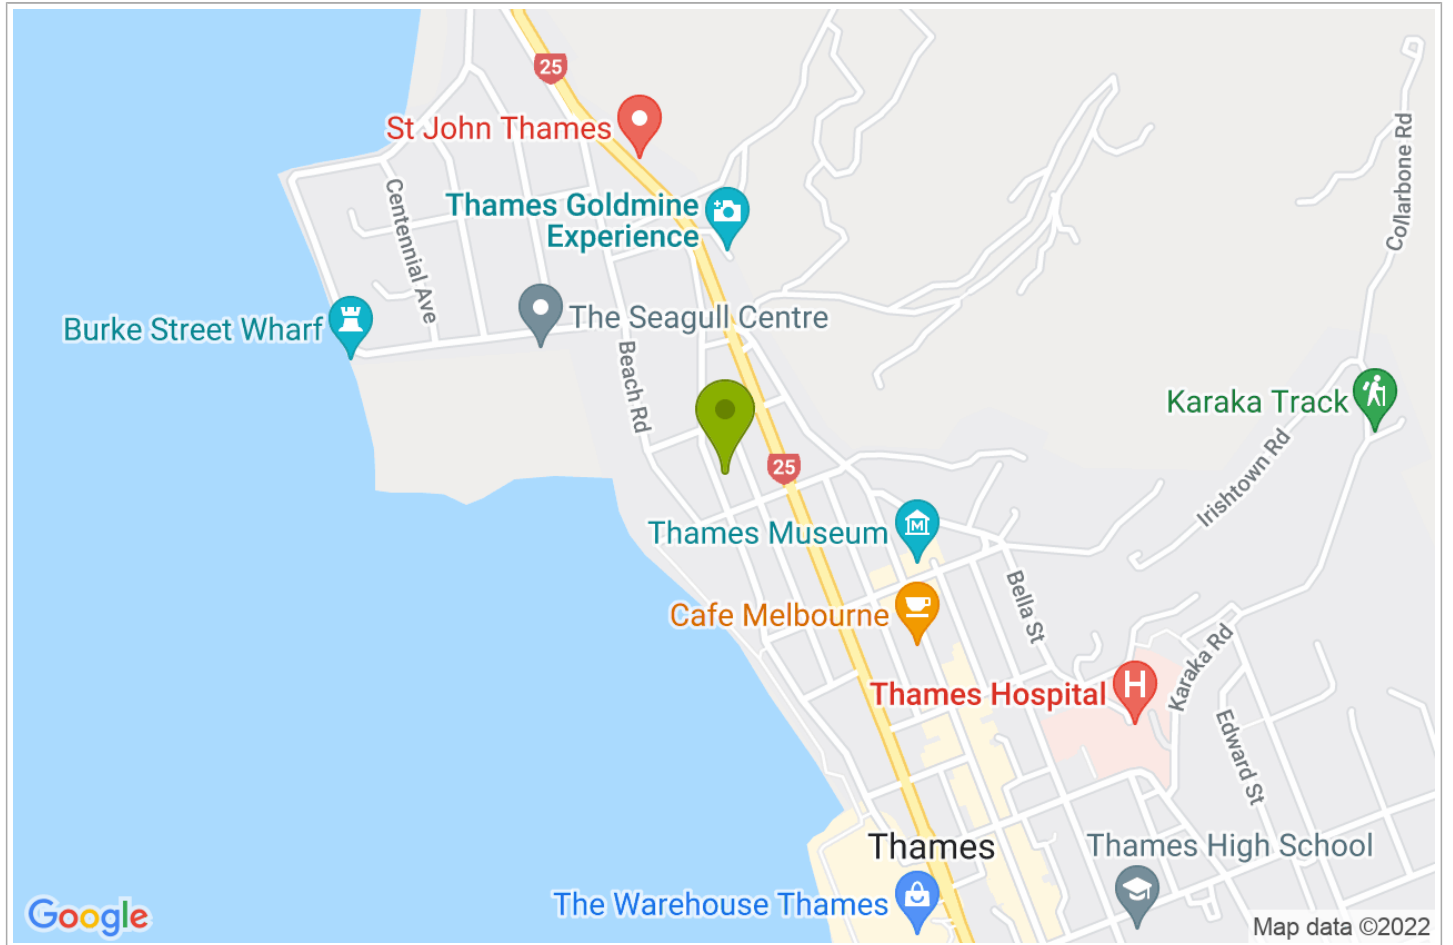 25
St John Thames
Thames Goldmine
Experience
Centennial Ave
Collarbone Rd
Burke Street Wharf
The Seagull Centre
Beach Rd
Karaka Track
25
Irishtown Rd
Thames Museum
Bella St
Cafe Melbourne
Karaka Rd
Thames Hospital
H
Edward St
Thames
Thames High School
The Warehouse Thames
Google
Map data ©2022